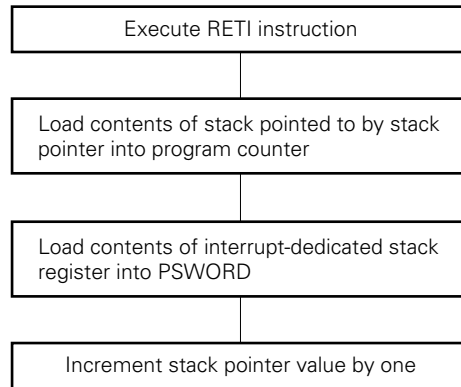 Execute RETI instruction
Load contents of stack pointed to by stack
pointer into program counter
Load contents of interrupt-dedicated stack
register into PSWORD
Increment stack pointer value by one